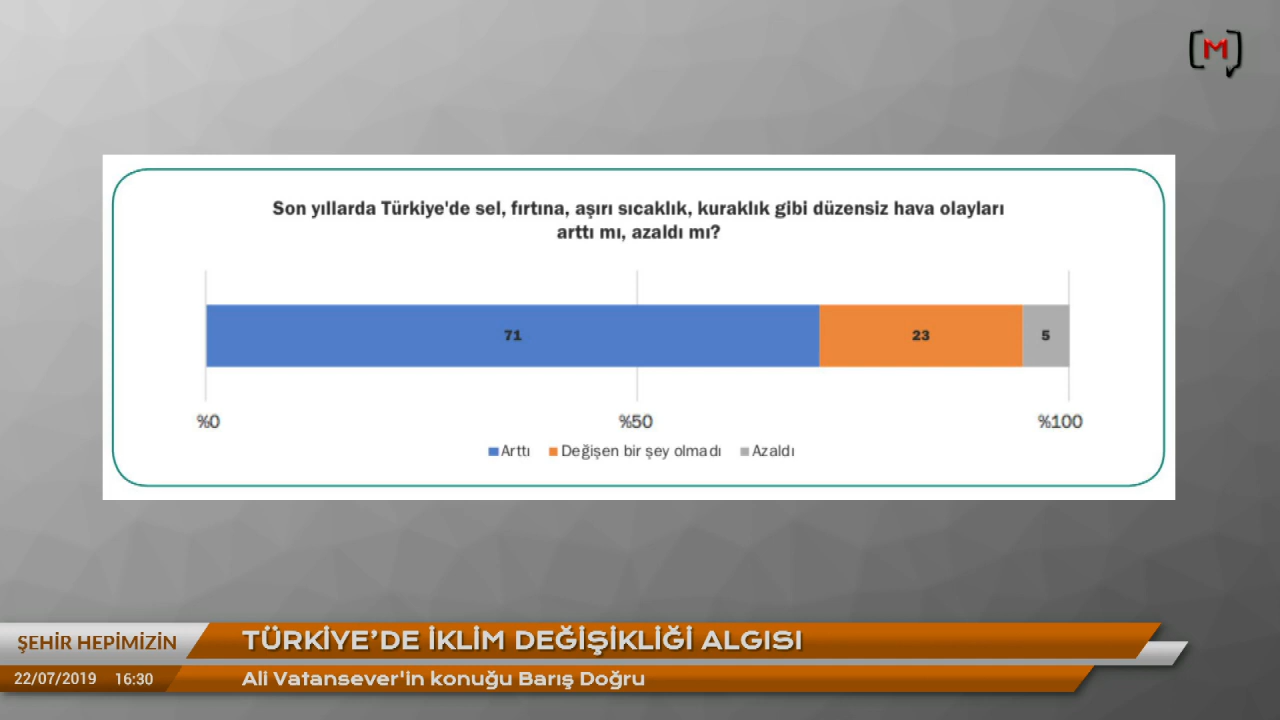 M
Son yıllarda Türkiye'de sel, fırtına, aşırı sıcaklık, kuraklık gibi düzensiz hava olayları
arttı mı, azaldı mı?
71 23 5
%0 %50 %100
Arttı Değişen bir şey olmadı Azaldı
ŞEHİR HEPİMİZİN
TÜRKİYE’DE İKLİM DEĞİŞİKLİĞİ ALGISI
22/07/2019 16:30
Ali Vatansever'in konuğu Barış Doğru